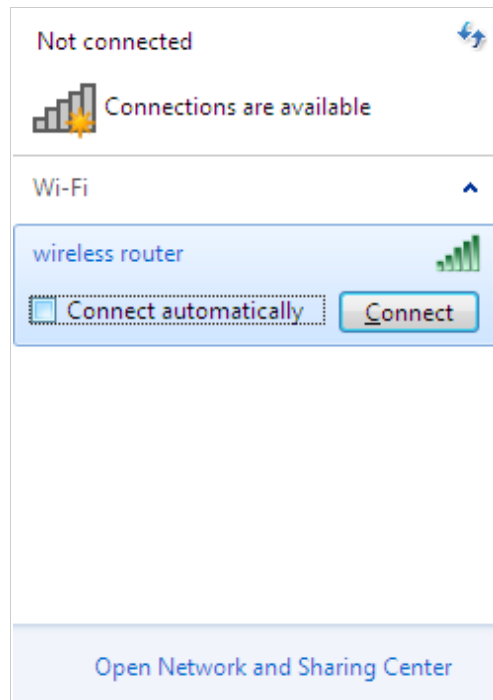 Not connected
Connections are available
Wi-Fi
wireless router
Connect automatically Connect
Open Network and Sharing Center